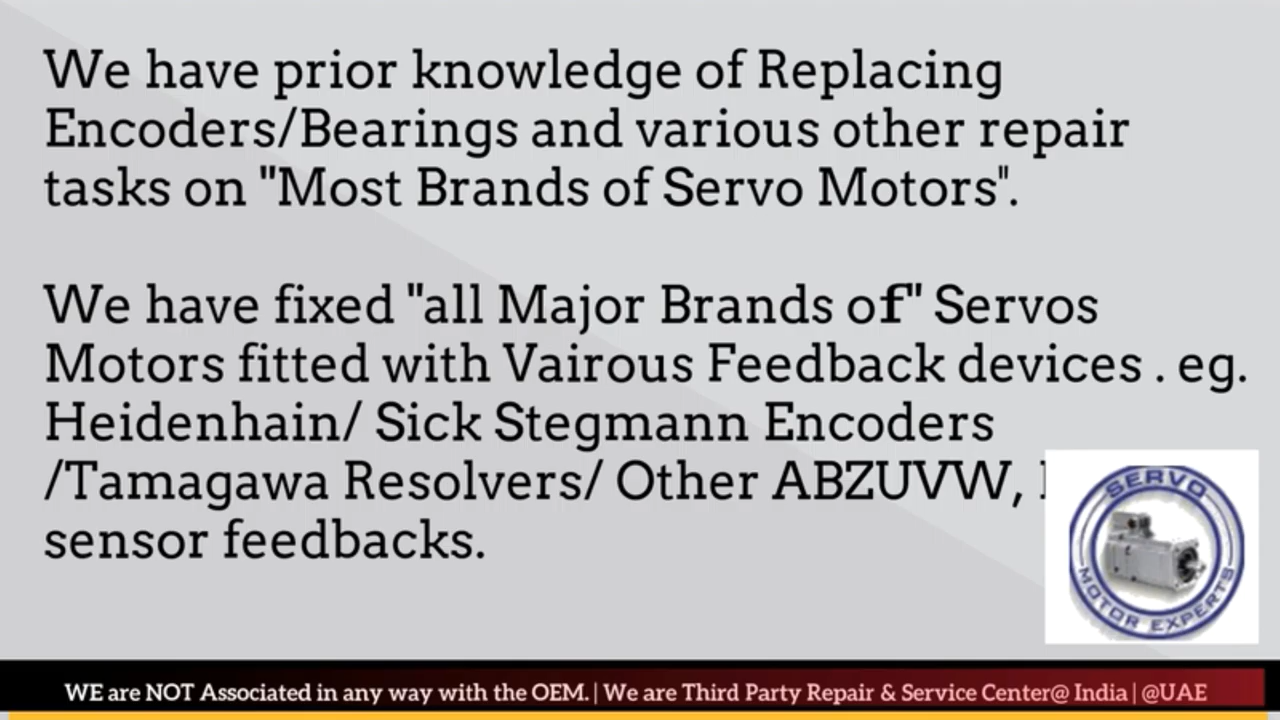 We have prior knowledge of Replacing
Encoders/Bearings and various other repair
tasks on "Most Brands of Servo Motors".
We have fixed "all Major Brands of" Servos
Motors fitted with Vairous Feedback devices . eg.
Heidenhain/ Sick Stegmann Encoders
/Tamagawa Resolvers/ Other ABZUVW,
sensor feedbacks.
SERVO
MOTOR EXPERTS
WE are NOT Associated in any way with the OEM. | We are Third Party Repair & Service Center@ India | @UAE